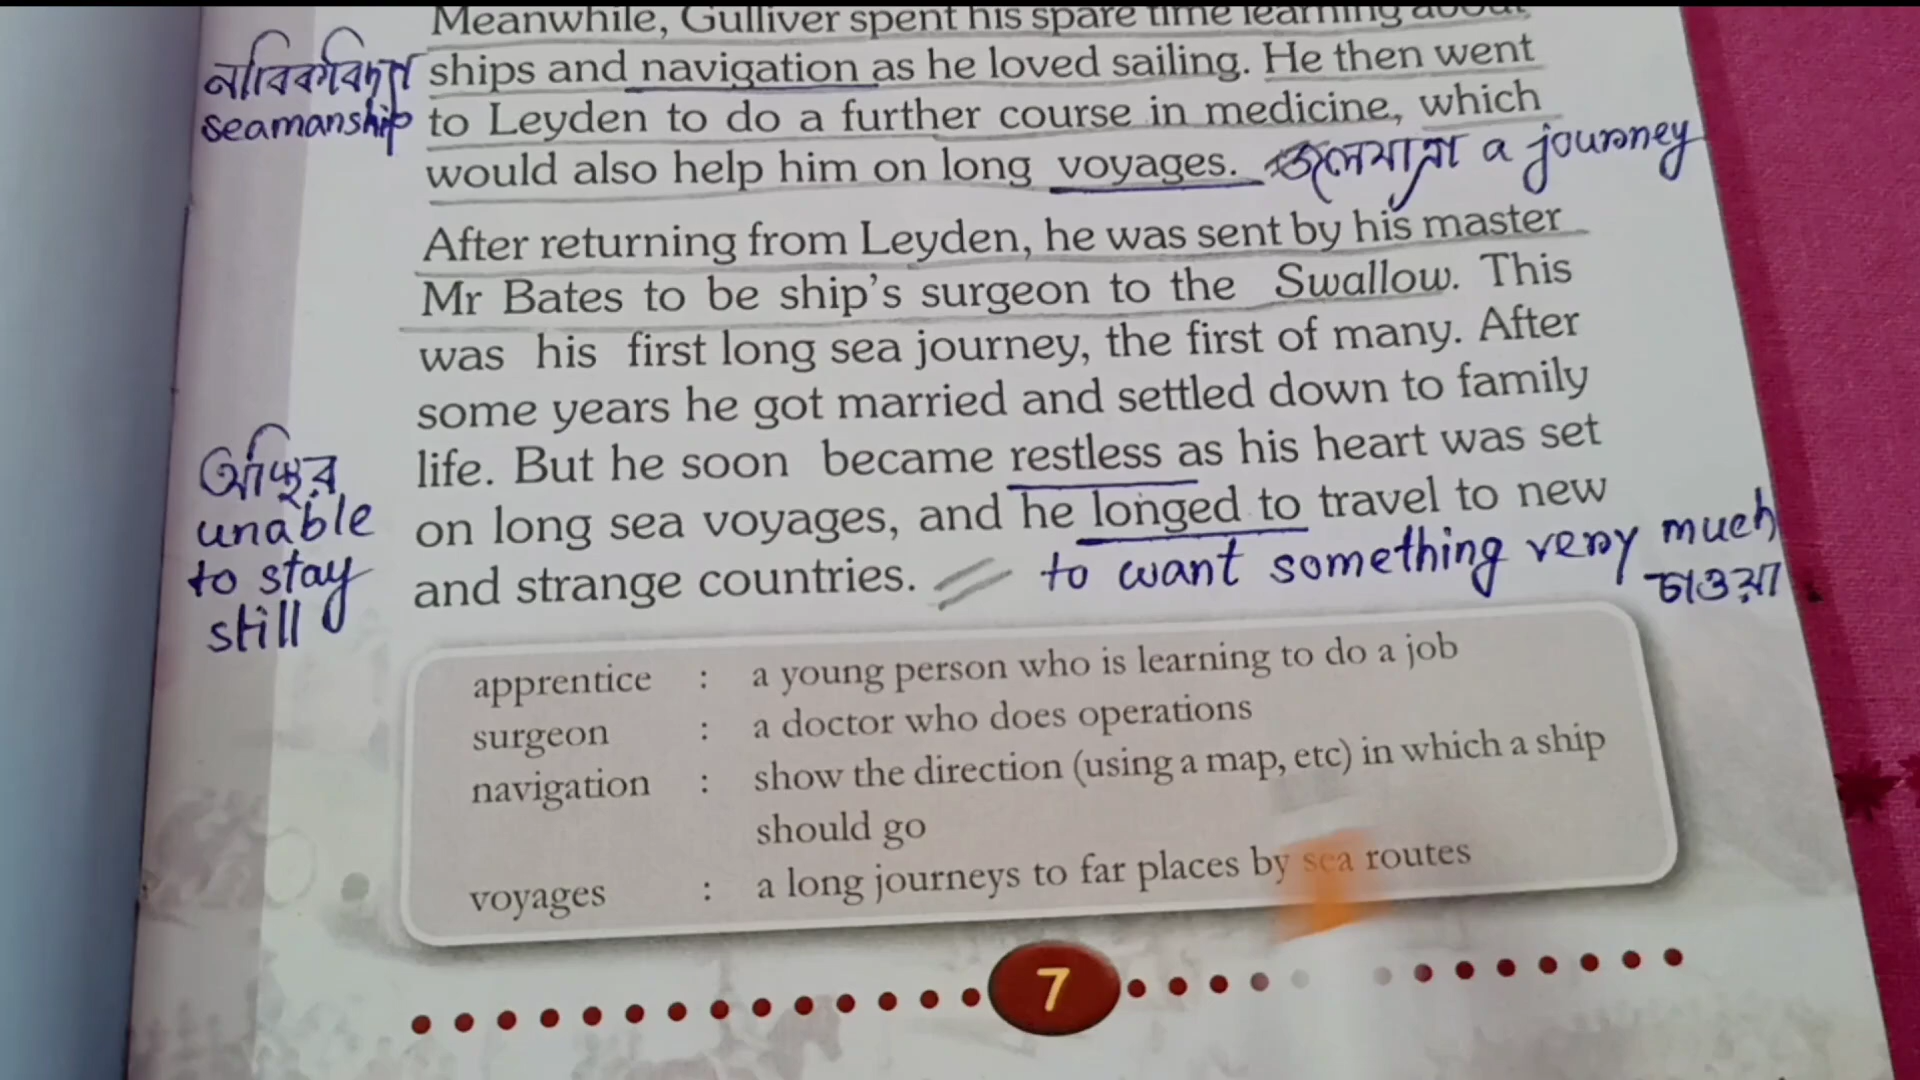 Meanwhile, Gulliver spent his spare time learning about
নাবিকবিদ্যা ships and navigation as he loved sailing. He then went
seamanship to Leyden to do a further course in medicine, which
would also help him on long voyages. জলযাত্রা a journey
After returning from Leyden, he was sent by his master
Mr Bates to be ship's surgeon to the Swallow. This
was his first long sea journey, the first of many. After
some years he got married and settled down to family
অস্থির life. But he soon became restless as his heart was set
unable on long sea voyages, and he longed to travel to new
to stay and strange countries. to want something very much
still চাওয়া
apprentice : a young person who is learning to do a job
surgeon : a doctor who does operations
navigation : show the direction (using a map, etc) in which a ship
should go
voyages : a long journeys to far places by sea routes
7